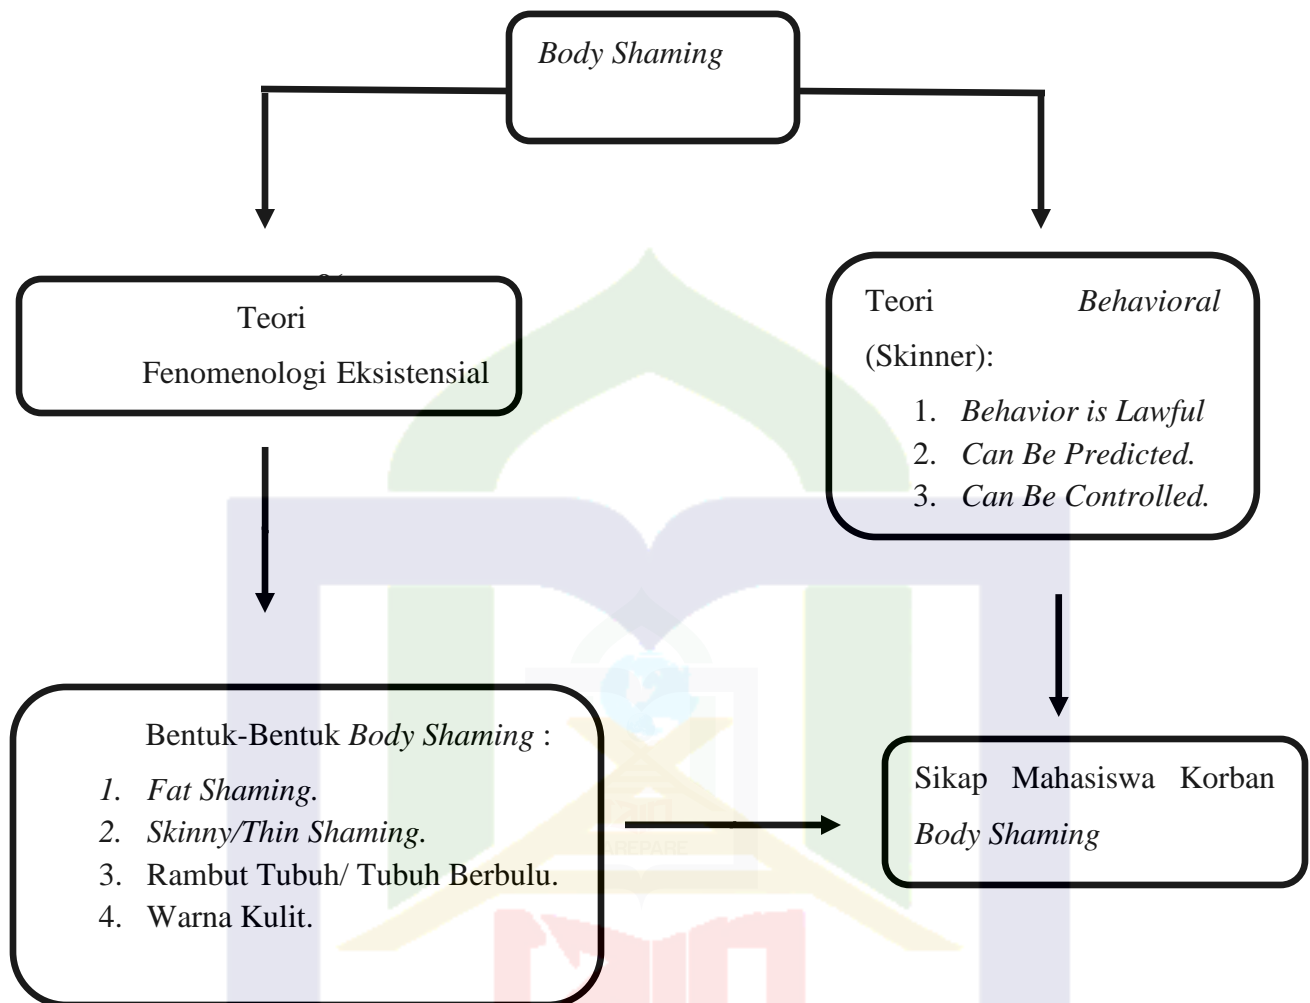 Body Shaming
Teori
Fenomenologi Eksistensial
Teori Behavioral
(Skinner):
1. Behavior is Lawful
2. Can Be Predicted.
3. Can Be Controlled.
Bentuk-Bentuk Body Shaming :
1. Fat Shaming.
2. Skinny/Thin Shaming.
3. Rambut Tubuh/ Tubuh Berbulu.
4. Warna Kulit.
Sikap Mahasiswa Korban
Body Shaming
AREPARE